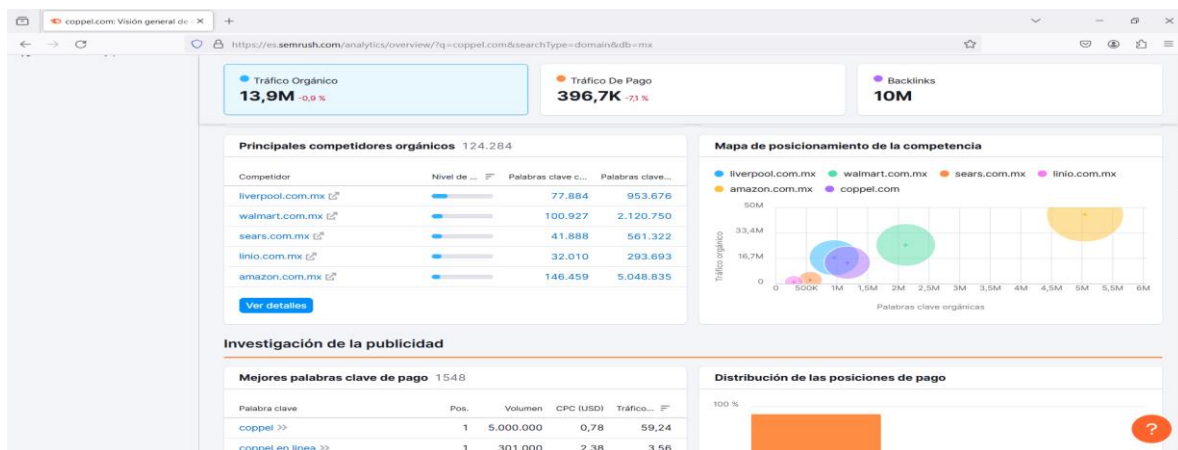 coppel.com: Visión general de
https://es.semrush.com/analytics/overview/?q=coppel.com&searchType=domain&db=mx
Tráfico Orgánico
13,9M -0,9 %
Tráfico De Pago
396,7K -7,1 %
Backlinks
10M
Principales competidores orgánicos 124.284
Competidor Nivel de ... Palabras clave c... Palabras clave...
liverpool.com.mx 77.884 953.676
walmart.com.mx 100.927 2.120.750
sears.com.mx 41.888 561.322
linio.com.mx 32.010 293.693
amazon.com.mx 146.459 5.048.835
Ver detalles
Mapa de posicionamiento de la competencia
liverpool.com.mx walmart.com.mx sears.com.mx linio.com.mx
amazon.com.mx coppel.com
50M
33,4M
16,7M
0
Tráfico orgánico
0 500K 1M 1,5M 2M 2,5M 3M 3,5M 4M 4,5M 5M 5,5M 6M
Palabras clave orgánicas
Investigación de la publicidad
Mejores palabras clave de pago 1548
Palabra clave Pos. Volumen CPC (USD) Tráfico...
coppel >> 1 5.000.000 0,78 59,24
coppel en linea >> 1 301.000 2,38 3,56
Distribución de las posiciones de pago
100 %
?